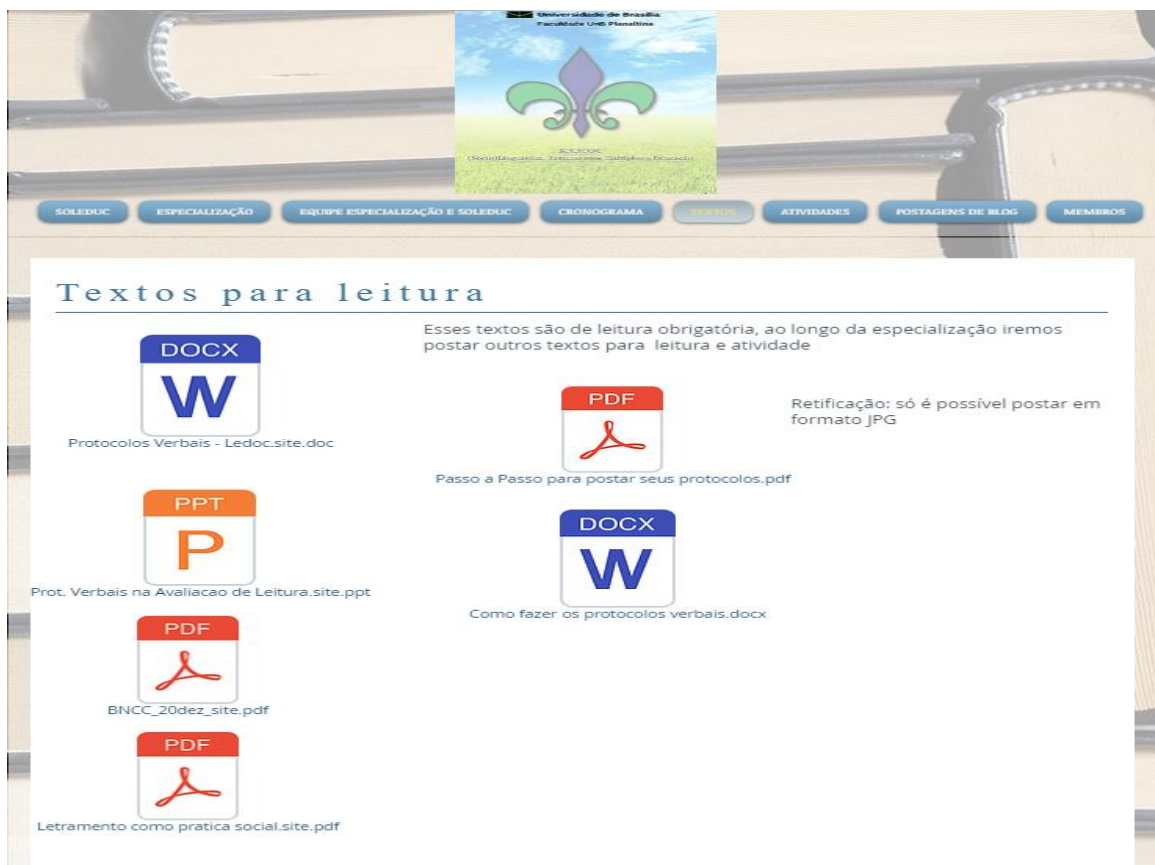 Universidade de Brasília
Faculdade UnB Planaltina
SOLEDUC
ESPECIALIZAÇÃO
EQUIPE ESPECIALIZAÇÃO E SOLEDUC
CRONOGRAMA
TEXTOS
ATIVIDADES
POSTAGENS DE BLOG
MEMBROS
Textos para leitura
Esses textos são de leitura obrigatória, ao longo da especialização iremos
postar outros textos para leitura e atividade
DOCX
W
Protocolos Verbais - Ledoc.site.doc
PDF
Passo a Passo para postar seus protocolos.pdf
Retificação: só é possível postar em
formato JPG
PPT
P
Prot. Verbais na Avaliacao de Leitura.site.ppt
DOCX
W
Como fazer os protocolos verbais.docx
PDF
BNCC_20dez_site.pdf
PDF
Letramento como pratica social.site.pdf